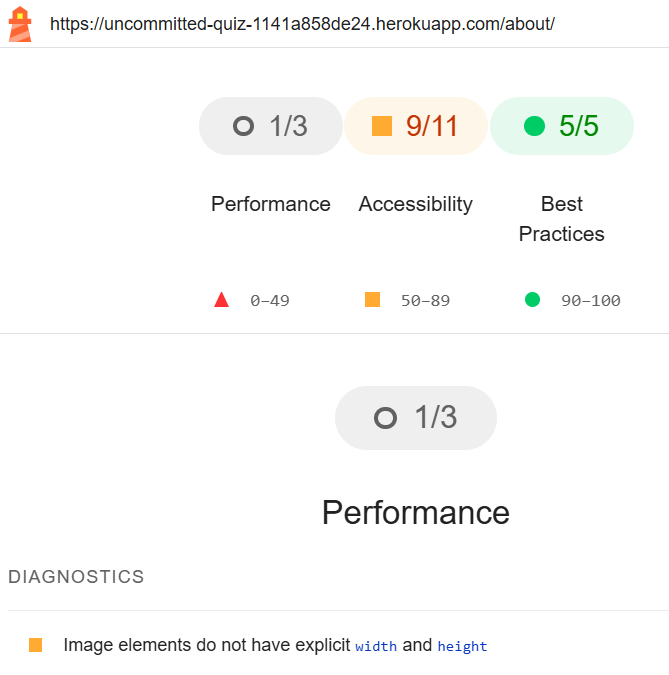 https://uncommitted-quiz-1141a858de24.herokuapp.com/about/
1/3 9/11 5/5
Performance Accessibility Best
Practices
0–49 50–89 90–100
1/3
Performance
DIAGNOSTICS
Image elements do not have explicit width and height